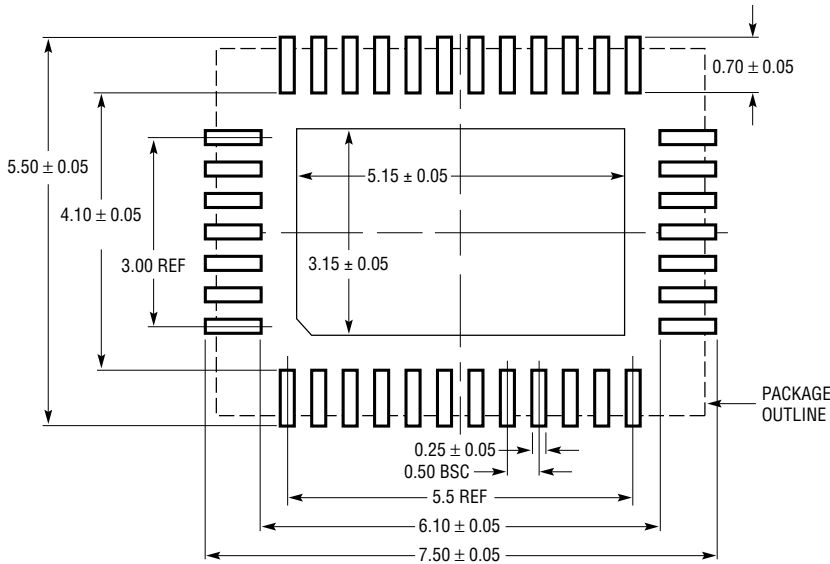 0.70 ± 0.05
5.50 ± 0.05
5.15 ± 0.05
4.10 ± 0.05
3.00 REF
3.15 ± 0.05
PACKAGE
OUTLINE
0.25 ± 0.05
0.50 BSC
5.5 REF
6.10 ± 0.05
7.50 ± 0.05